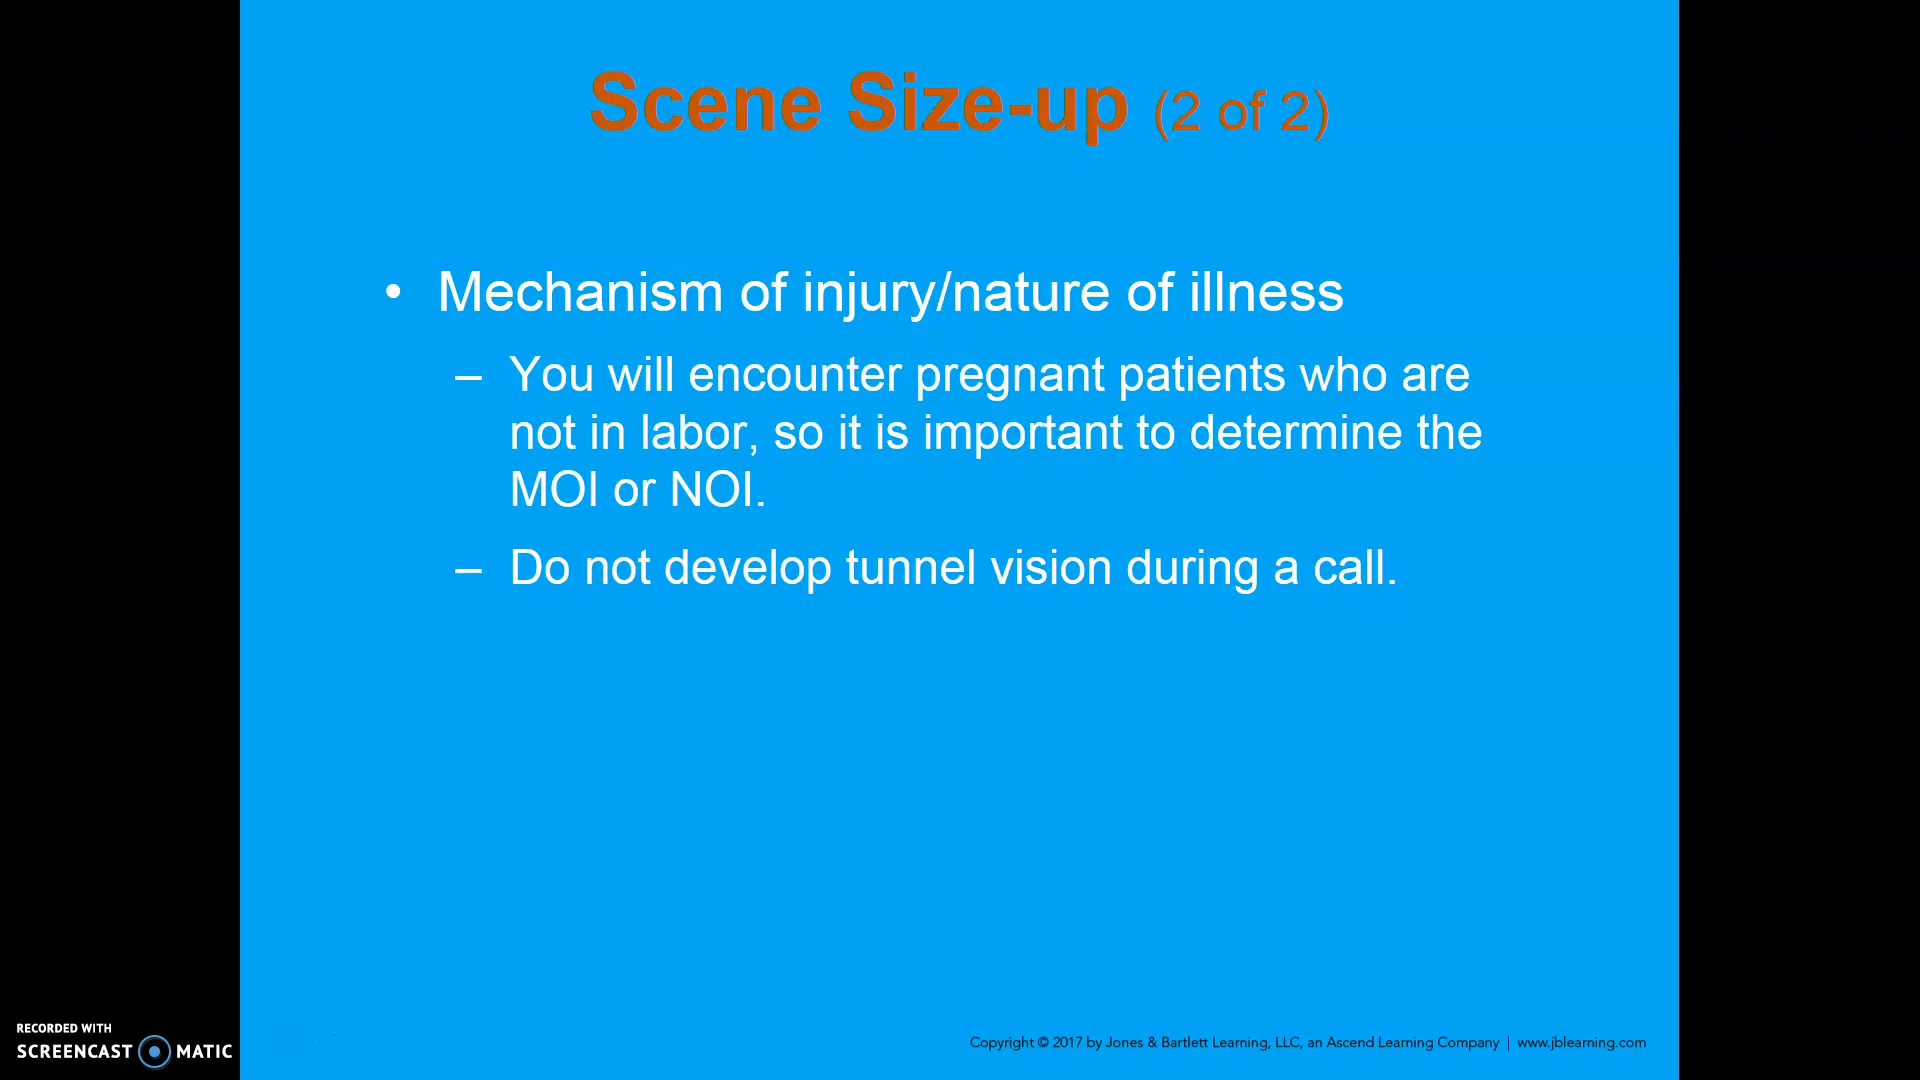 Scene Size-up (2 of 2)
• Mechanism of injury/nature of illness
– You will encounter pregnant patients who are
not in labor, so it is important to determine the
MOI or NOI.
– Do not develop tunnel vision during a call.
RECORDED WITH
SCREENCAST MATIC
Copyright © 2017 by Jones & Bartlett Learning, LLC, an Ascend Learning Company | www.jblearning.com